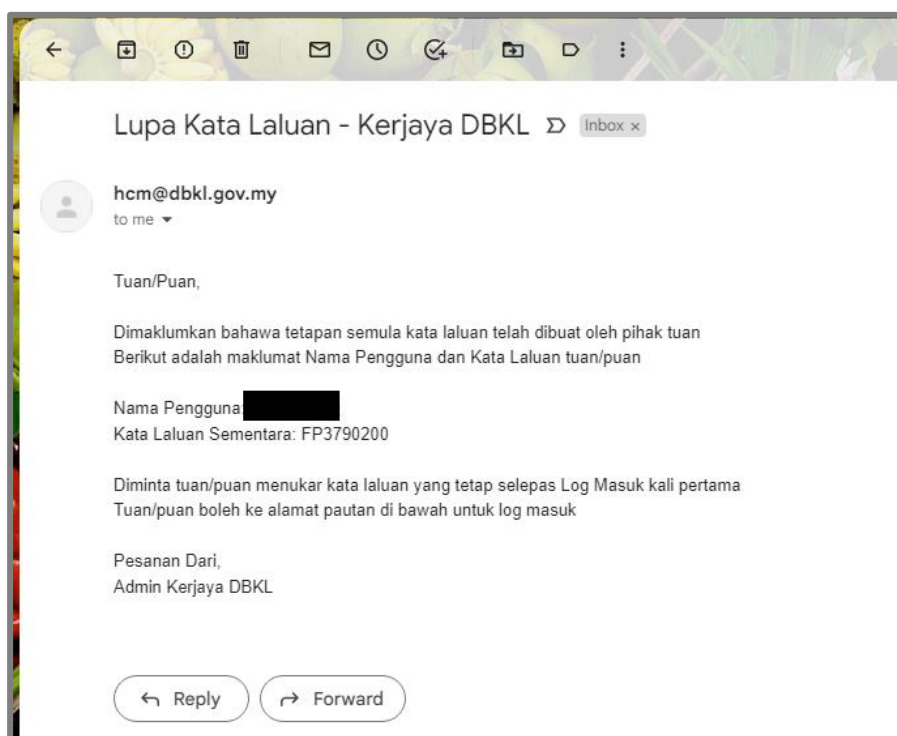 Lupa Kata Laluan - Kerjaya DBKL Inbox x
hcm@dbkl.gov.my
to me
Tuan/Puan,
Dimaklumkan bahawa tetapan semula kata laluan telah dibuat oleh pihak tuan
Berikut adalah maklumat Nama Pengguna dan Kata Laluan tuan/puan
Nama Pengguna:
Kata Laluan Sementara: FP3790200
Diminta tuan/puan menukar kata laluan yang tetap selepas Log Masuk kali pertama
Tuan/puan boleh ke alamat pautan di bawah untuk log masuk
Pesanan Dari,
Admin Kerjaya DBKL
Reply Forward